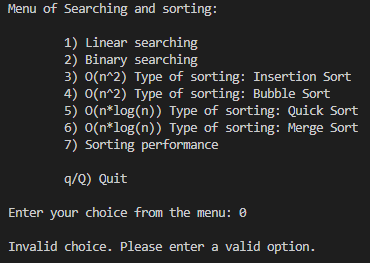 Menu of Searching and sorting:
1) Linear searching
2) Binary searching
3) O(n^2) Type of sorting: Insertion Sort
4) O(n^2) Type of sorting: Bubble Sort
5) O(n*log(n)) Type of sorting: Quick Sort
6) O(n*log(n)) Type of sorting: Merge Sort
7) Sorting performance
q/Q) Quit
Enter your choice from the menu: 0
Invalid choice. Please enter a valid option.